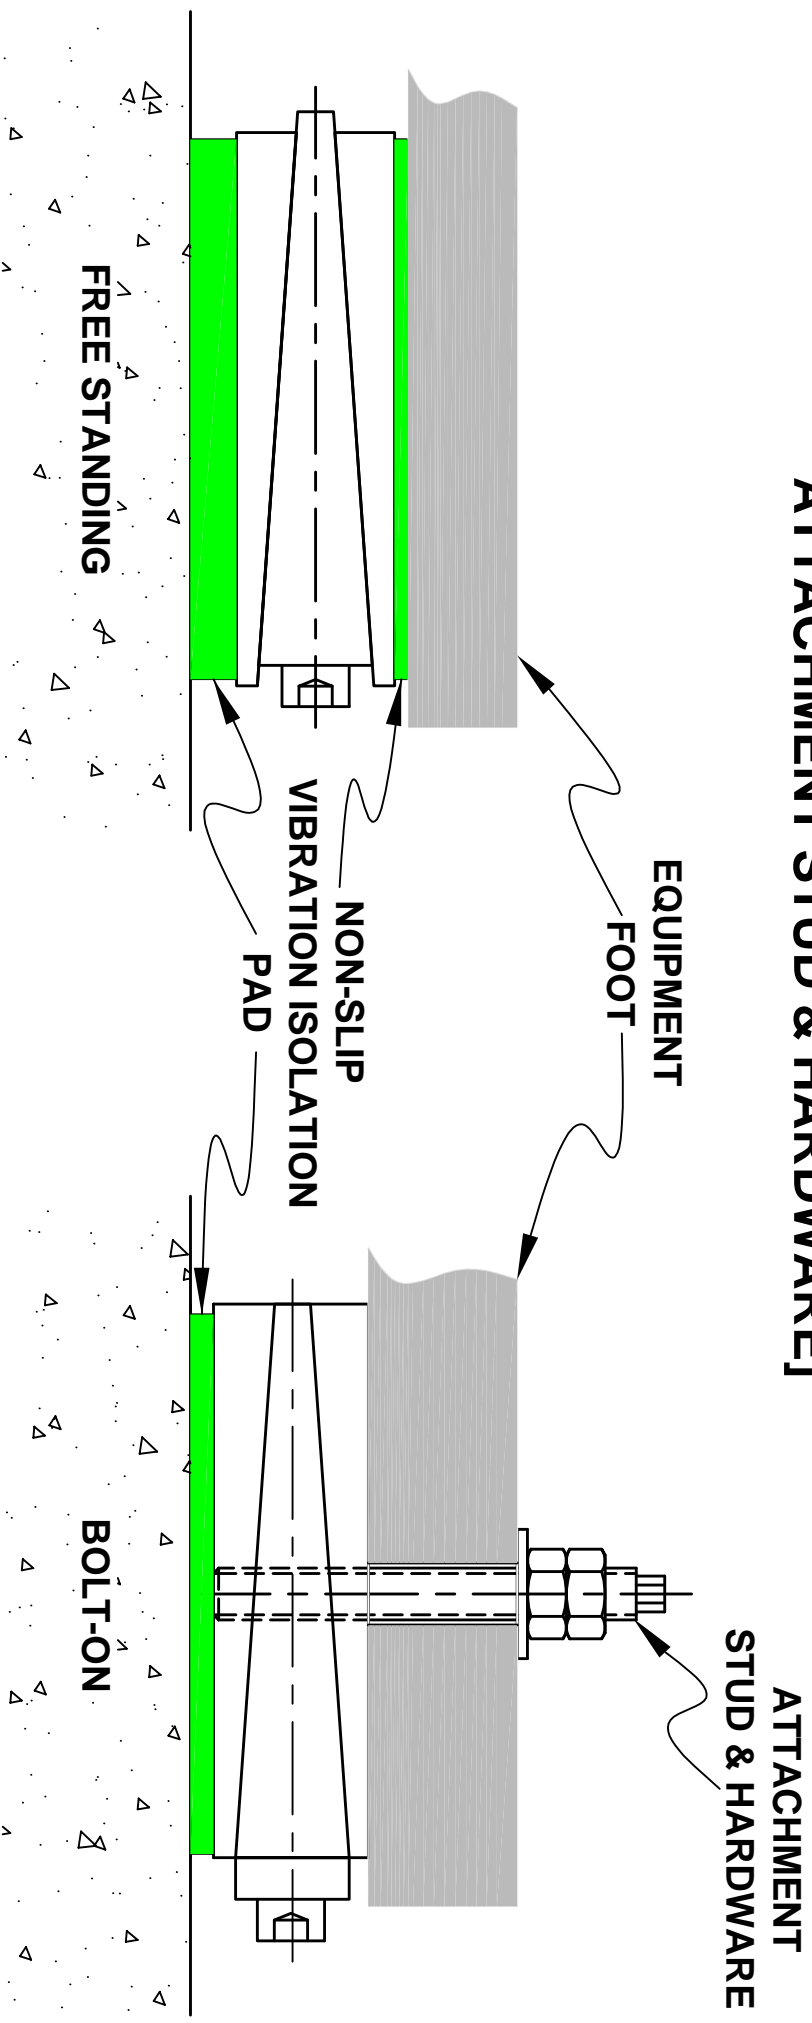 ATTACHMENT STUD & HARDWARE]
ATTACHMENT
STUD & HARDWARE
EQUIPMENT
FOOT
NON-SLIP
VIBRATION ISOLATION
PAD
FREE STANDING
BOLT-ON